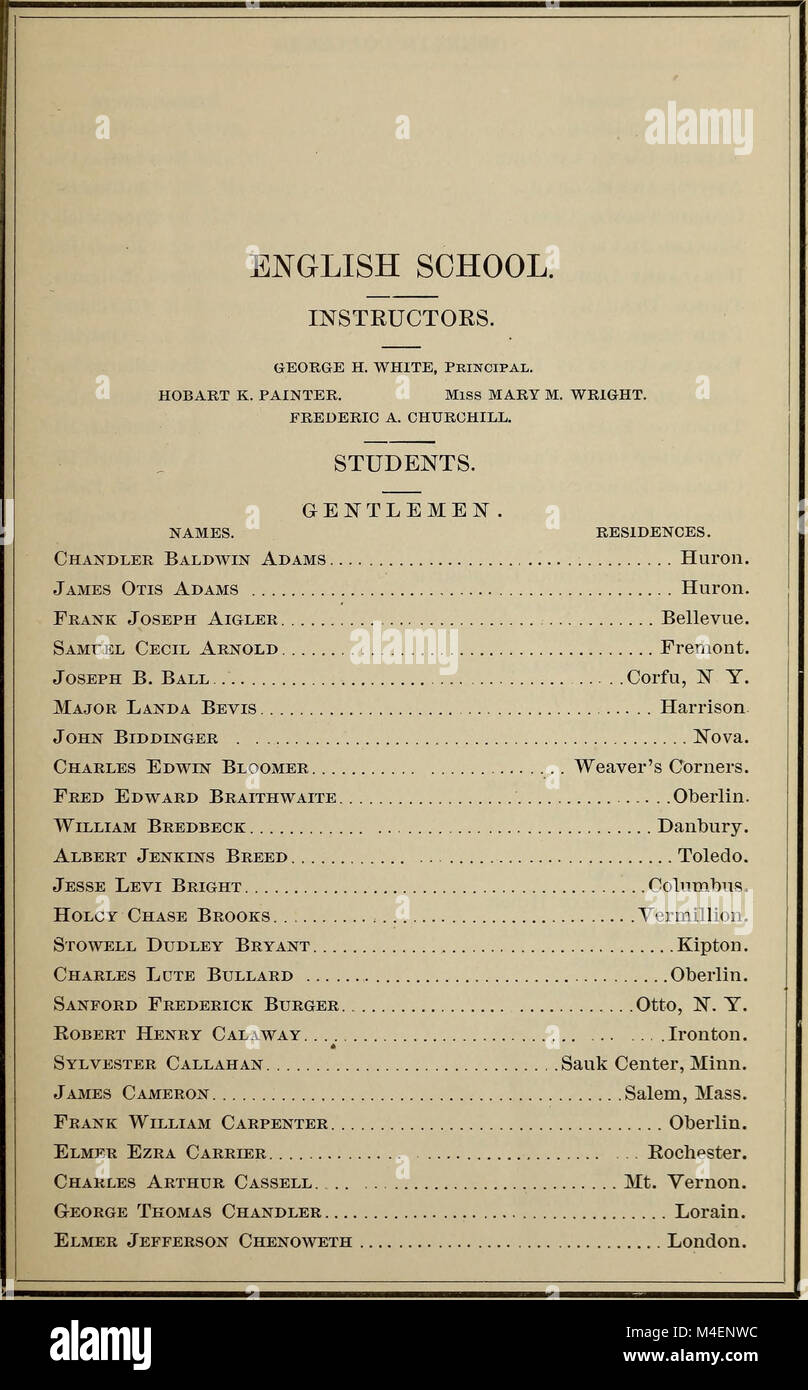 ENGLISH SCHOOL.
INSTRUCTORS.
GEORGE H. WHITE, PRINCIPAL.
HOBART K. PAINTER. MISS MARY M. WRIGHT.
FREDERIC A. CHURCHILL.
STUDENTS.
GENTLEMEN.
NAMES. RESIDENCES.
CHANDLER BALDWIN ADAMS Huron.
JAMES OTIS ADAMS Huron.
FRANK JOSEPH AIGLER Bellevue.
SAMUEL CECIL ARNOLD Fremont.
JOSEPH B. BALL Corfu, N Y.
MAJOR LANDA BEVIS Harrison
JOHN BIDDINGER Nova.
CHARLES EDWIN BLOOMER Weaver's Corners.
FRED EDWARD BRAITHWAITE Oberlin.
WILLIAM BREDBECK Danbury.
ALBERT JENKINS BREED Toledo.
JESSE LEVI BRIGHT Columbus.
HOLCY CHASE BROOKS Vermillion.
STOWELL DUDLEY BRYANT Kipton.
CHARLES LUTE BULLARD Oberlin.
SANFORD FREDERICK BURGER Otto, N. Y.
ROBERT HENRY CALAWAY Ironton.
SYLVESTER CALLAHAN Sauk Center, Minn.
JAMES CAMERON Salem, Mass.
FRANK WILLIAM CARPENTER Oberlin.
ELMER EZRA CARRIER Rochester.
CHARLES ARTHUR CASSELL Mt. Vernon.
GEORGE THOMAS CHANDLER Lorain.
ELMER JEFFERSON CHENOWETH London.
alamy
Image ID: M4ENWC
www.alamy.com